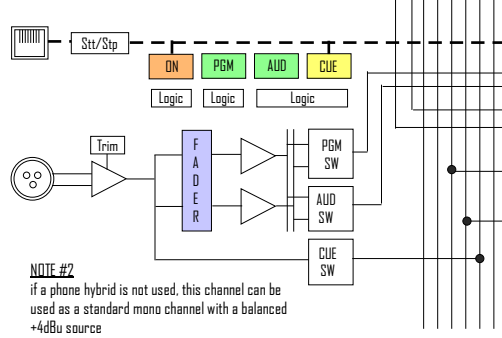 Stt/Stp
ON PGM AUD CUE
Logic Logic Logic
Trim
FADER
PGM SW
AUD SW
CUE SW
NOTE #2
if a phone hybrid is not used, this channel can be
used as a standard mono channel with a balanced
+4dBu source